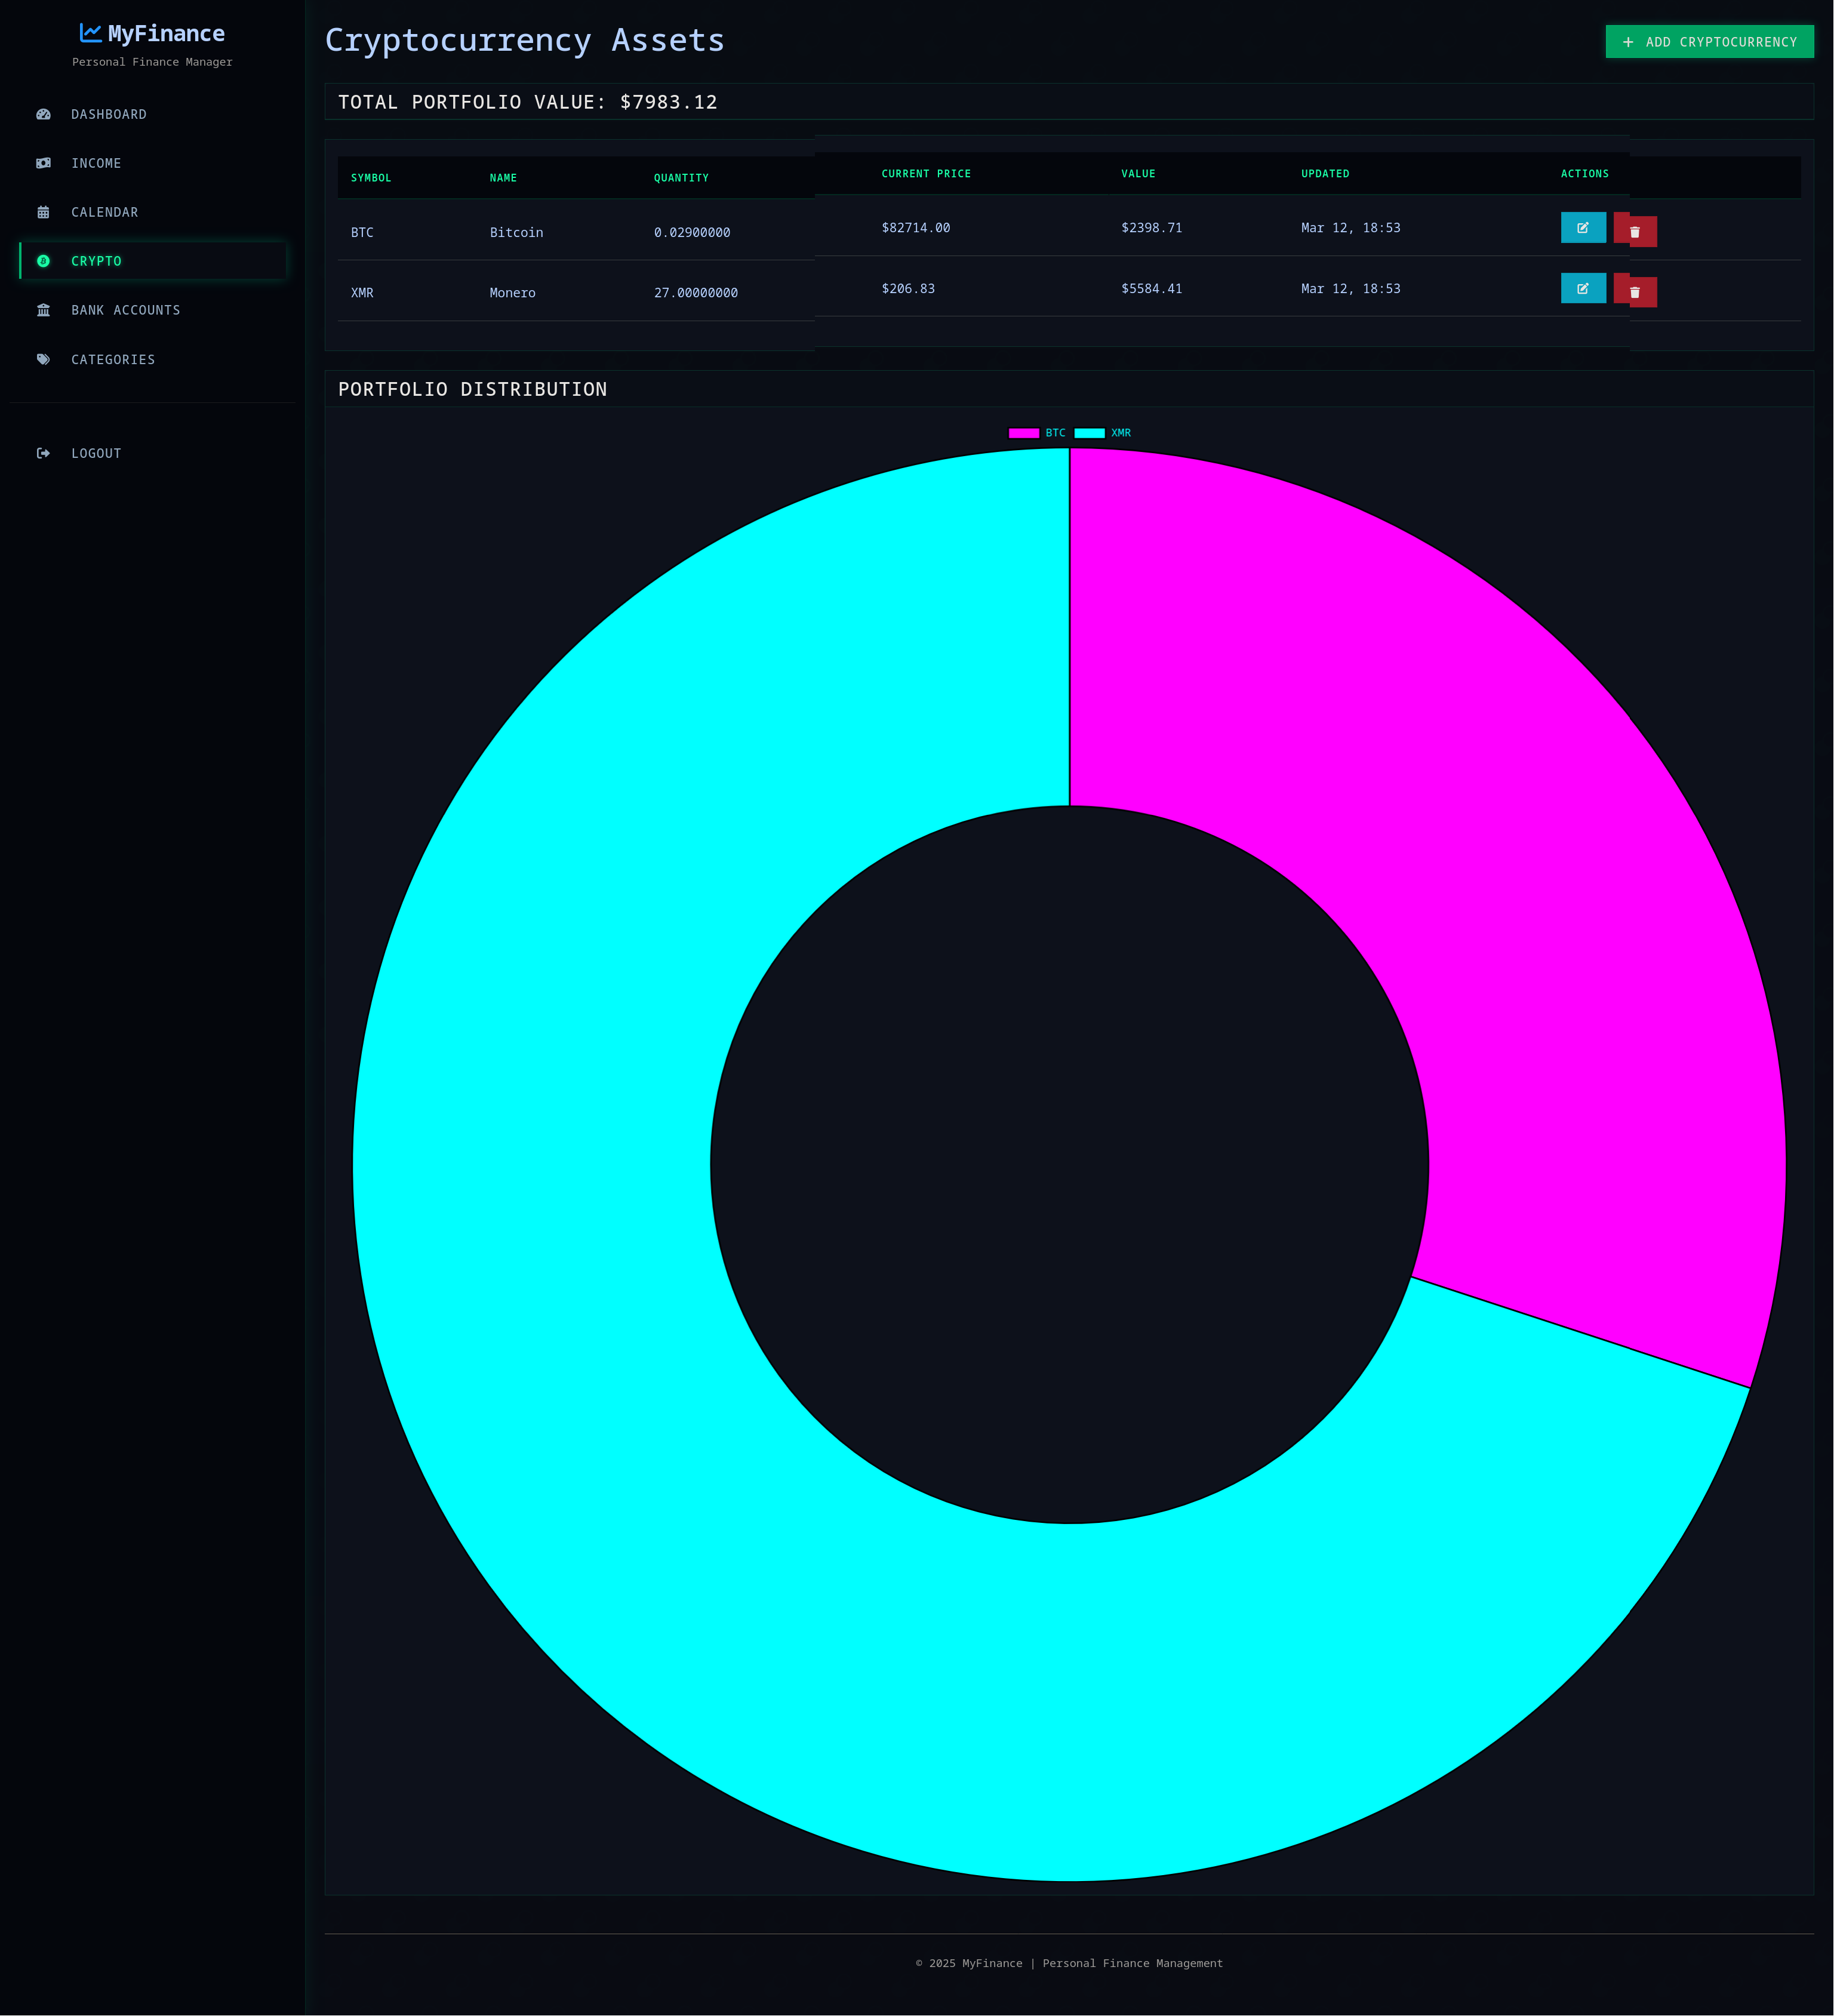 MyFinance
Personal Finance Manager
DASHBOARD
INCOME
CALENDAR
CRYPTO
BANK ACCOUNTS
CATEGORIES
LOGOUT
Cryptocurrency Assets
+ ADD CRYPTOCURRENCY
TOTAL PORTFOLIO VALUE: $7983.12
SYMBOL NAME QUANTITY CURRENT PRICE VALUE UPDATED ACTIONS
BTC Bitcoin 0.02900000 $82714.00 $2398.71 Mar 12, 18:53
XMR Monero 27.00000000 $206.83 $5584.41 Mar 12, 18:53
PORTFOLIO DISTRIBUTION
BTC XMR
© 2025 MyFinance | Personal Finance Management